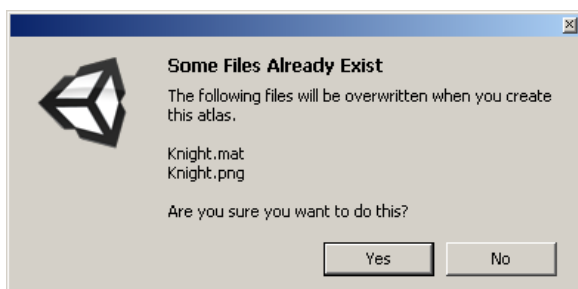 Some Files Already Exist
The following files will be overwritten when you create
this atlas.
Knight.mat
Knight.png
Are you sure you want to do this?
Yes
No